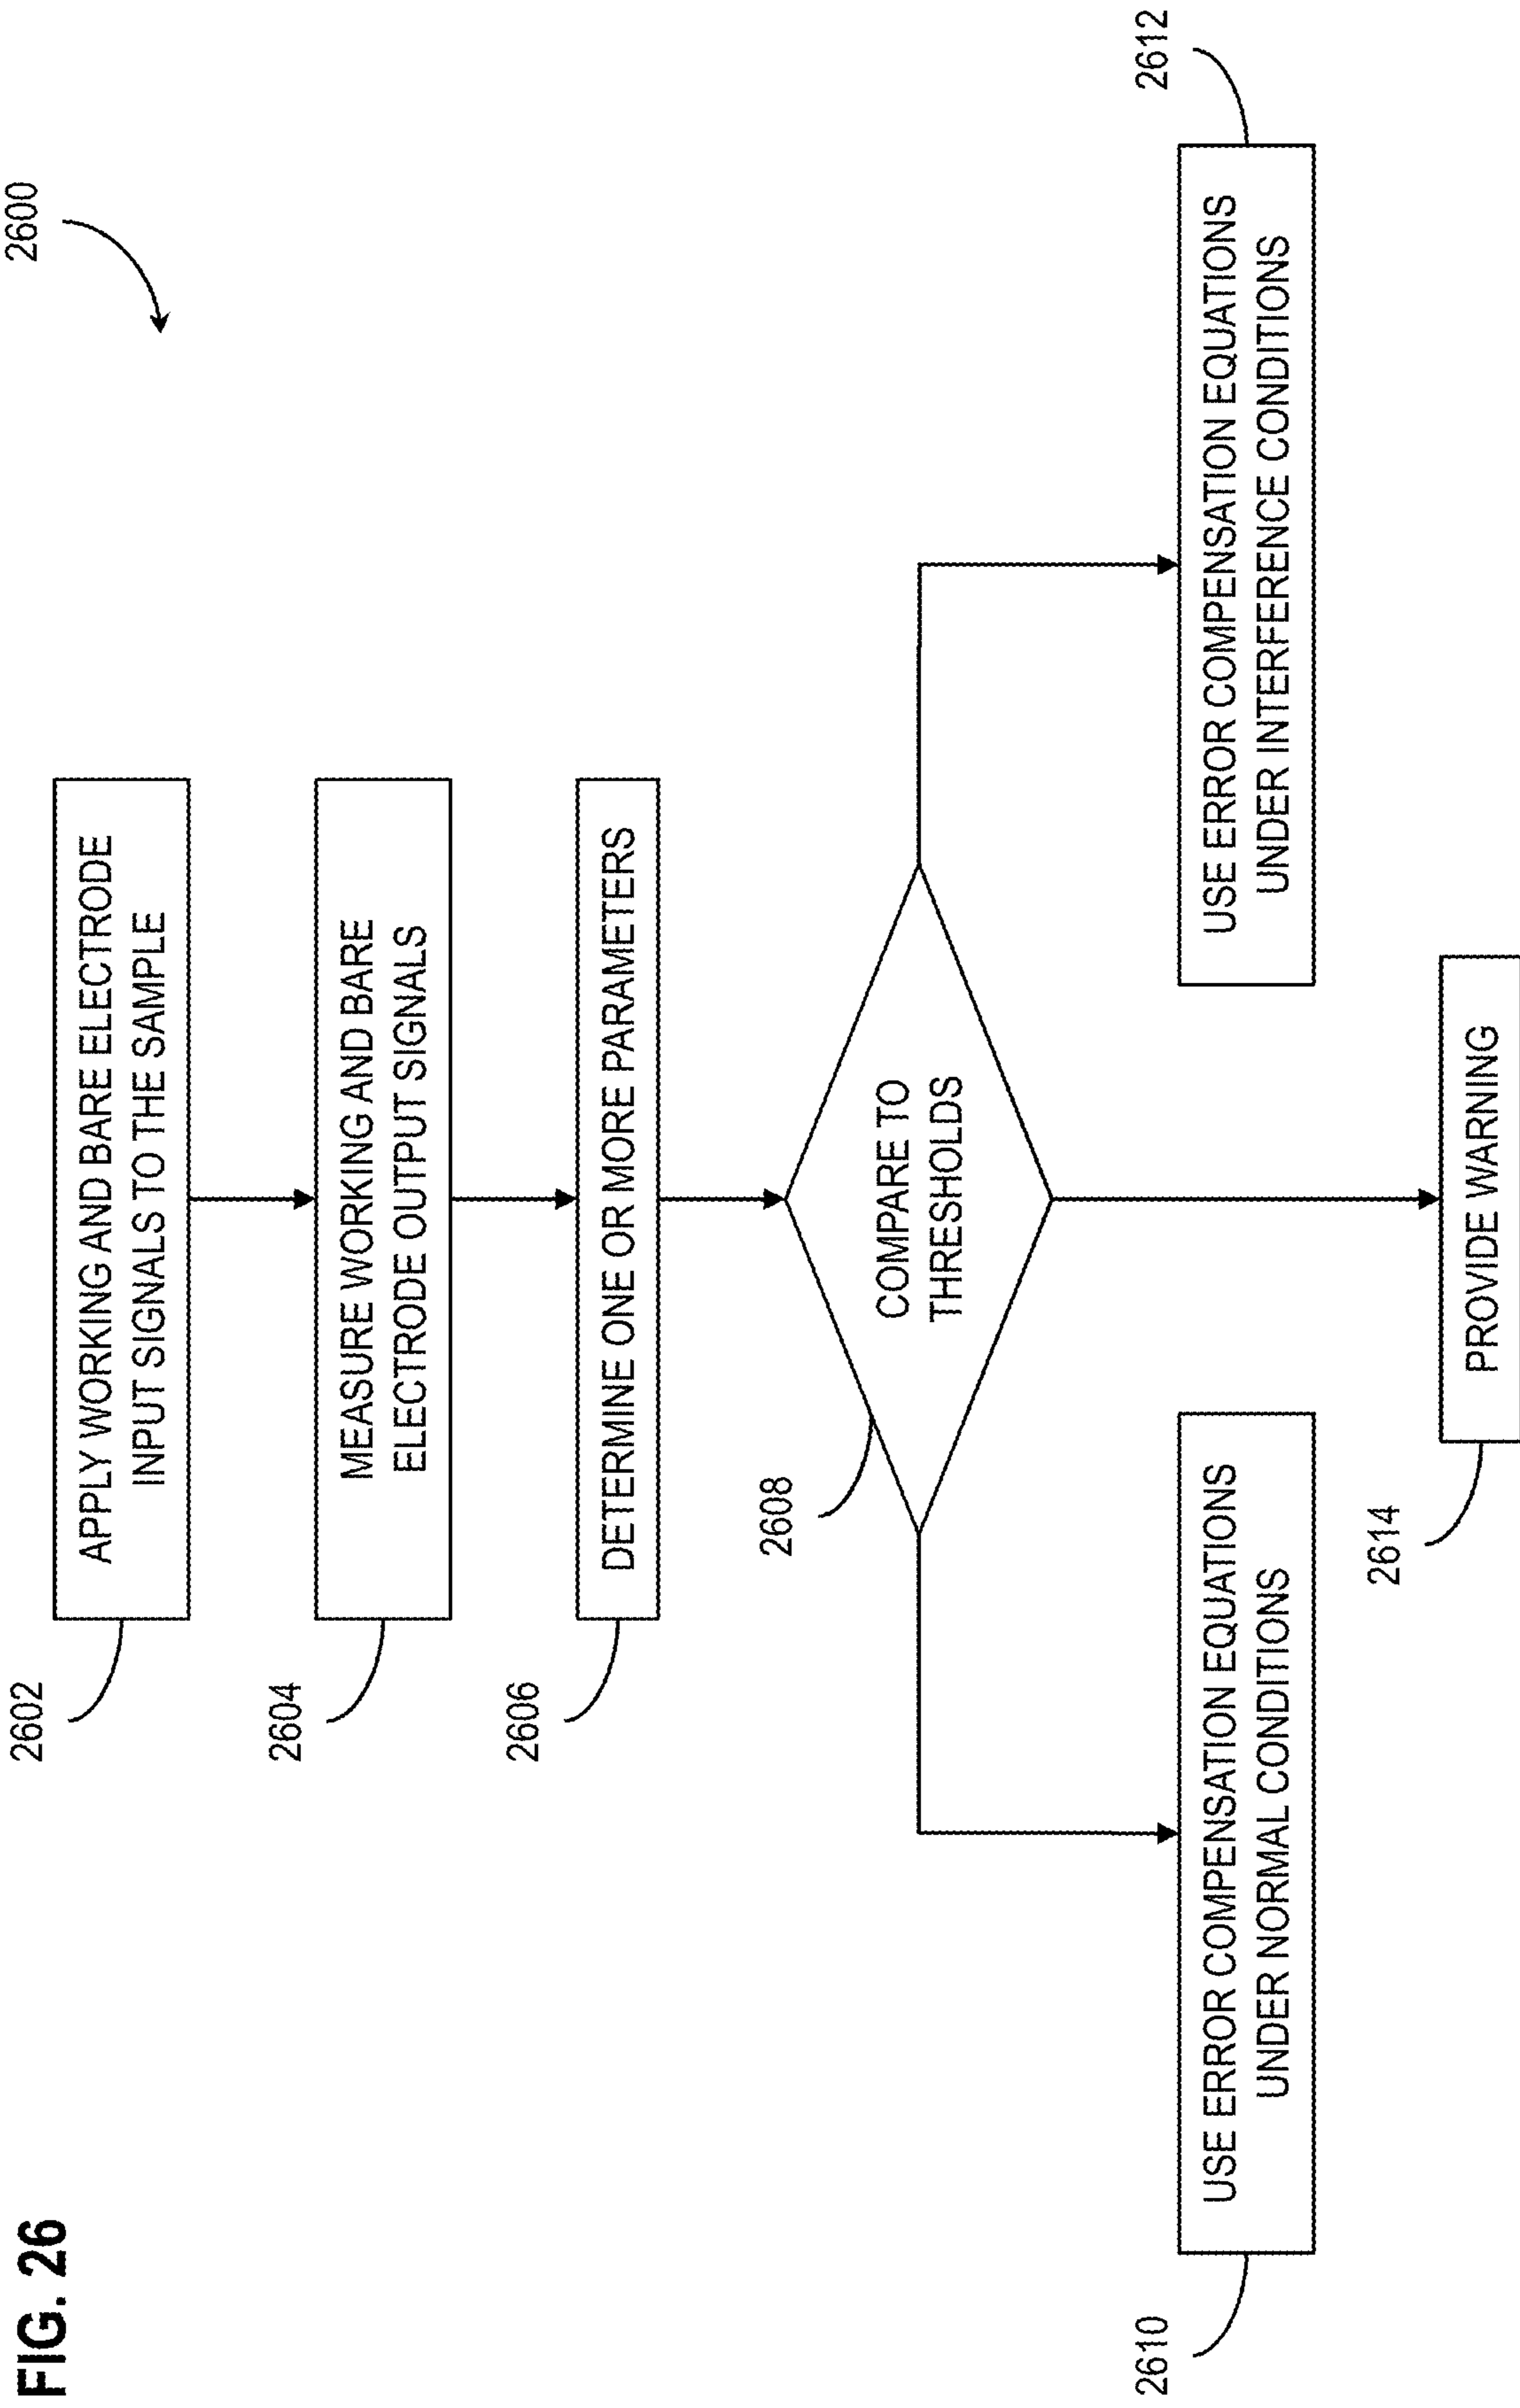 FIG. 26
2600
2602
APPLY WORKING AND BARE ELECTRODE
INPUT SIGNALS TO THE SAMPLE
2604
MEASURE WORKING AND BARE
ELECTRODE OUTPUT SIGNALS
2606
DETERMINE ONE OR MORE PARAMETERS
2608
COMPARE TO
THRESHOLDS
2610
USE ERROR COMPENSATION EQUATIONS
UNDER NORMAL CONDITIONS
2612
USE ERROR COMPENSATION EQUATIONS
UNDER INTERFERENCE CONDITIONS
2614
PROVIDE WARNING